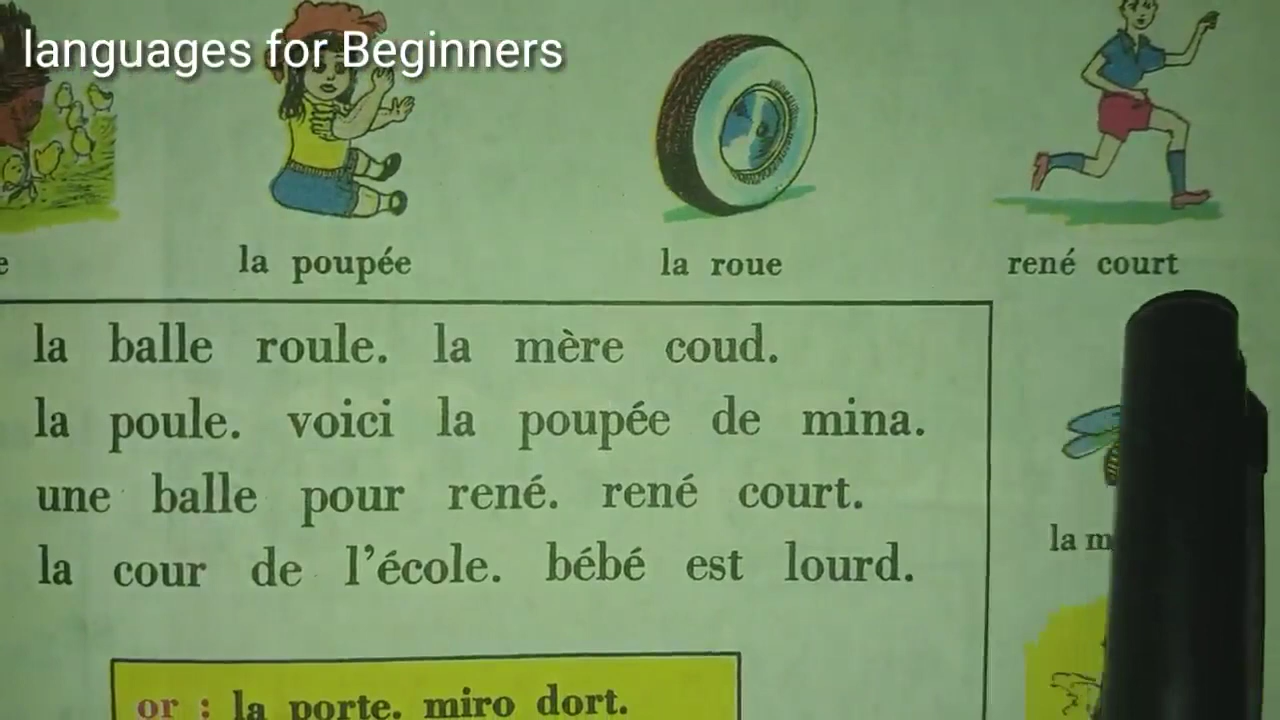 languages for Beginners
la poupée
la roue
rené court
la balle roule. la mère coud.
la poule. voici la poupée de mina.
une balle pour rené. rené court.
la cour de l'école. bébé est lourd.
la
or : la porte. miro dort.